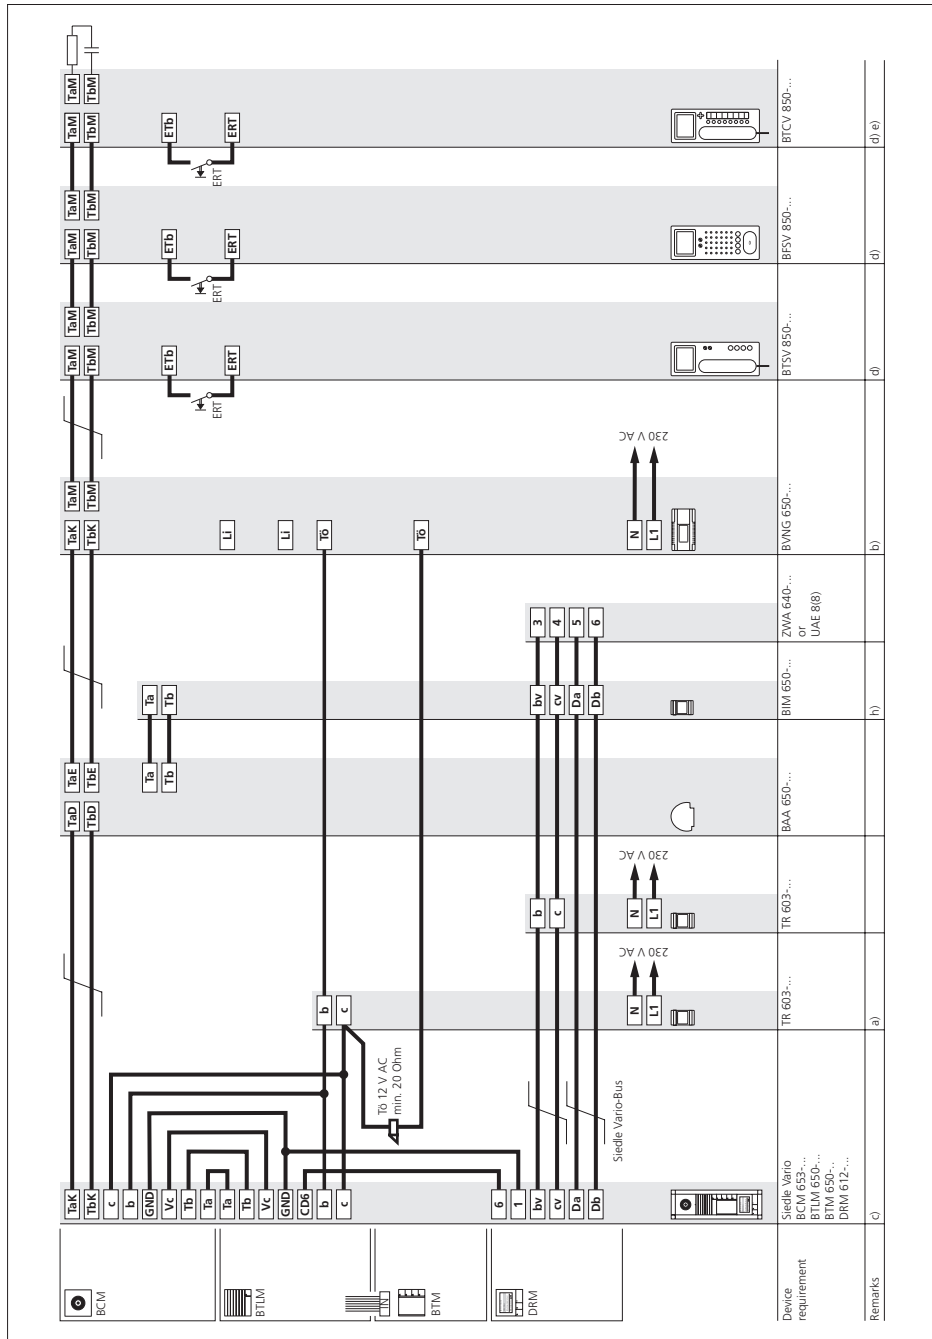 BCM
BTLM
IN
BTM
DRM
Device
requirement
Remarks
TaK
TbK
c
b
GND
Vc
Tb
Ta
Ta
Tb
Vc
GND
CD6
b
c
6
1
bv
cv
Da
Db
Siedle Vario
BCM 653-...
BTLM 650-...
BTM 650-..
DRM 612-...
c)
Tö 12 V AC
min. 20 Ohm
Siedle Vario-Bus
b
c
N
L1
230 V AC
TR 603-...
a)
b
c
N
L1
230 V AC
TR 603-...
TaD
TaE
TbD
TbE
Ta
Tb
BAA 650-...
Ta
Tb
bv
cv
Da
Db
BIM 650-...
h)
3
4
5
6
ZWA 640-...
or
UAE 8(8)
TaK
TaM
TbK
TbM
Li
Li
Tö
Tö
N
L1
230 V AC
BVNG 650-...
b)
TaM
TaM
TbM
TbM
ETb
ERT
ERT
BTSV 850-...
d)
TaM
TaM
TbM
TbM
ETb
ERT
ERT
BFSV 850-...
d)
TaM
TaM
TbM
TbM
ETb
ERT
ERT
BTCV 850-...
d) e)